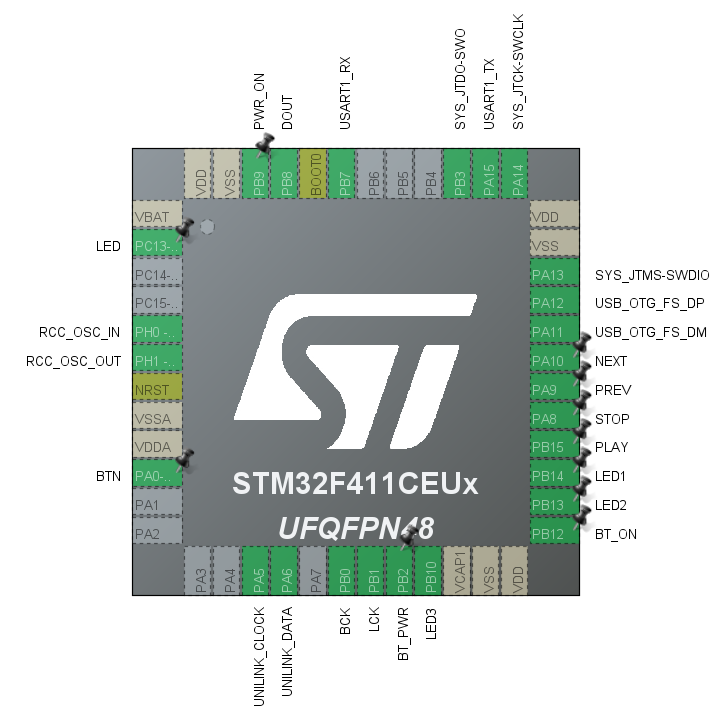 PWR_ON
DOUT
USART1_RX
SYS_JTDO-SWO
USART1_TX
SYS_JTCK-SWCLK
VDD
VSS
PB9
PB8
BOOT0
PB7
PB6
PB5
PB4
PB3
PA15
PA14
VBAT
LED
PC13-..
PC14-..
PC15-..
RCC_OSC_IN
PH0 -..
RCC_OSC_OUT
PH1 -..
NRST
VSSA
VDDA
BTN
PA0-..
PA1
PA2
VDD
VSS
PA13
SYS_JTMS-SWDIO
PA12
USB_OTG_FS_DP
PA11
USB_OTG_FS_DM
PA10
NEXT
PA9
PREV
PA8
STOP
PB15
PLAY
PB14
LED1
PB13
LED2
PB12
BT_ON
ST
STM32F411CEUx
UFQFPN48
PA3
PA4
PA5
PA6
PA7
PB0
PB1
PB2
PB10
VCAP1
VSS
VDD
UNILINK_CLOCK
UNILINK_DATA
BCK
LCK
BT_PWR
LED3